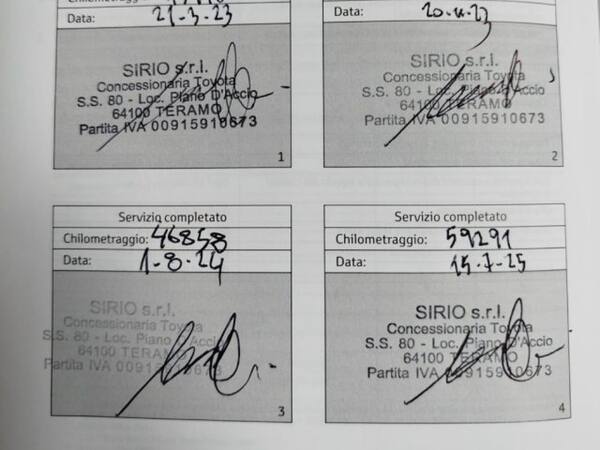 Data: 21-3-23
SIRIO s.r.l.
Concessionaria Toyota
S.S. 80 - Loc. Piano D'Accio
64100 TERAMO
Partita IVA 00915910673
1
Data:
SIRIO s.r.l.
Concessionaria Toyota
S.S. 80 - Loc. Piano D'Accio
64100 TERAMO
Partita IVA 00915910673
2
Servizio completato
Chilometraggio: 46858
Data: 1-8-24
SIRIO s.r.l.
Concessionaria Toyota
S.S. 80 - Loc. Piano D'Accio
64100 TERAMO
Partita IVA 00915910673
3
Servizio completato
Chilometraggio: 59291
Data: 15-7-25
SIRIO s.r.l.
Concessionaria Toyota
S.S. 80 - Loc. Piano D'Accio
64100 TERAMO
Partita IVA 00915910673
4